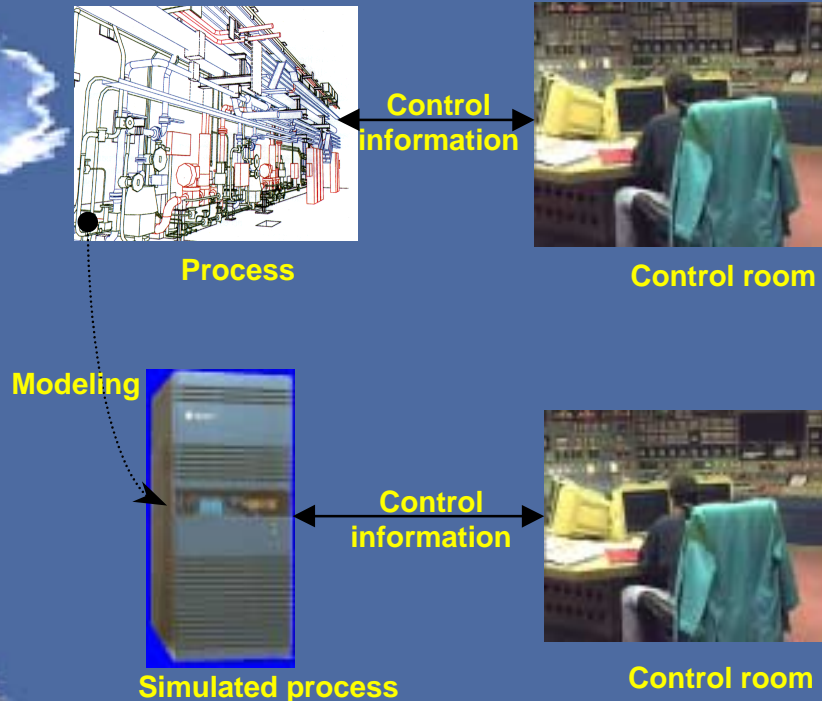 Control
information
Process
Control room
Modeling
Control
information
Simulated process
Control room